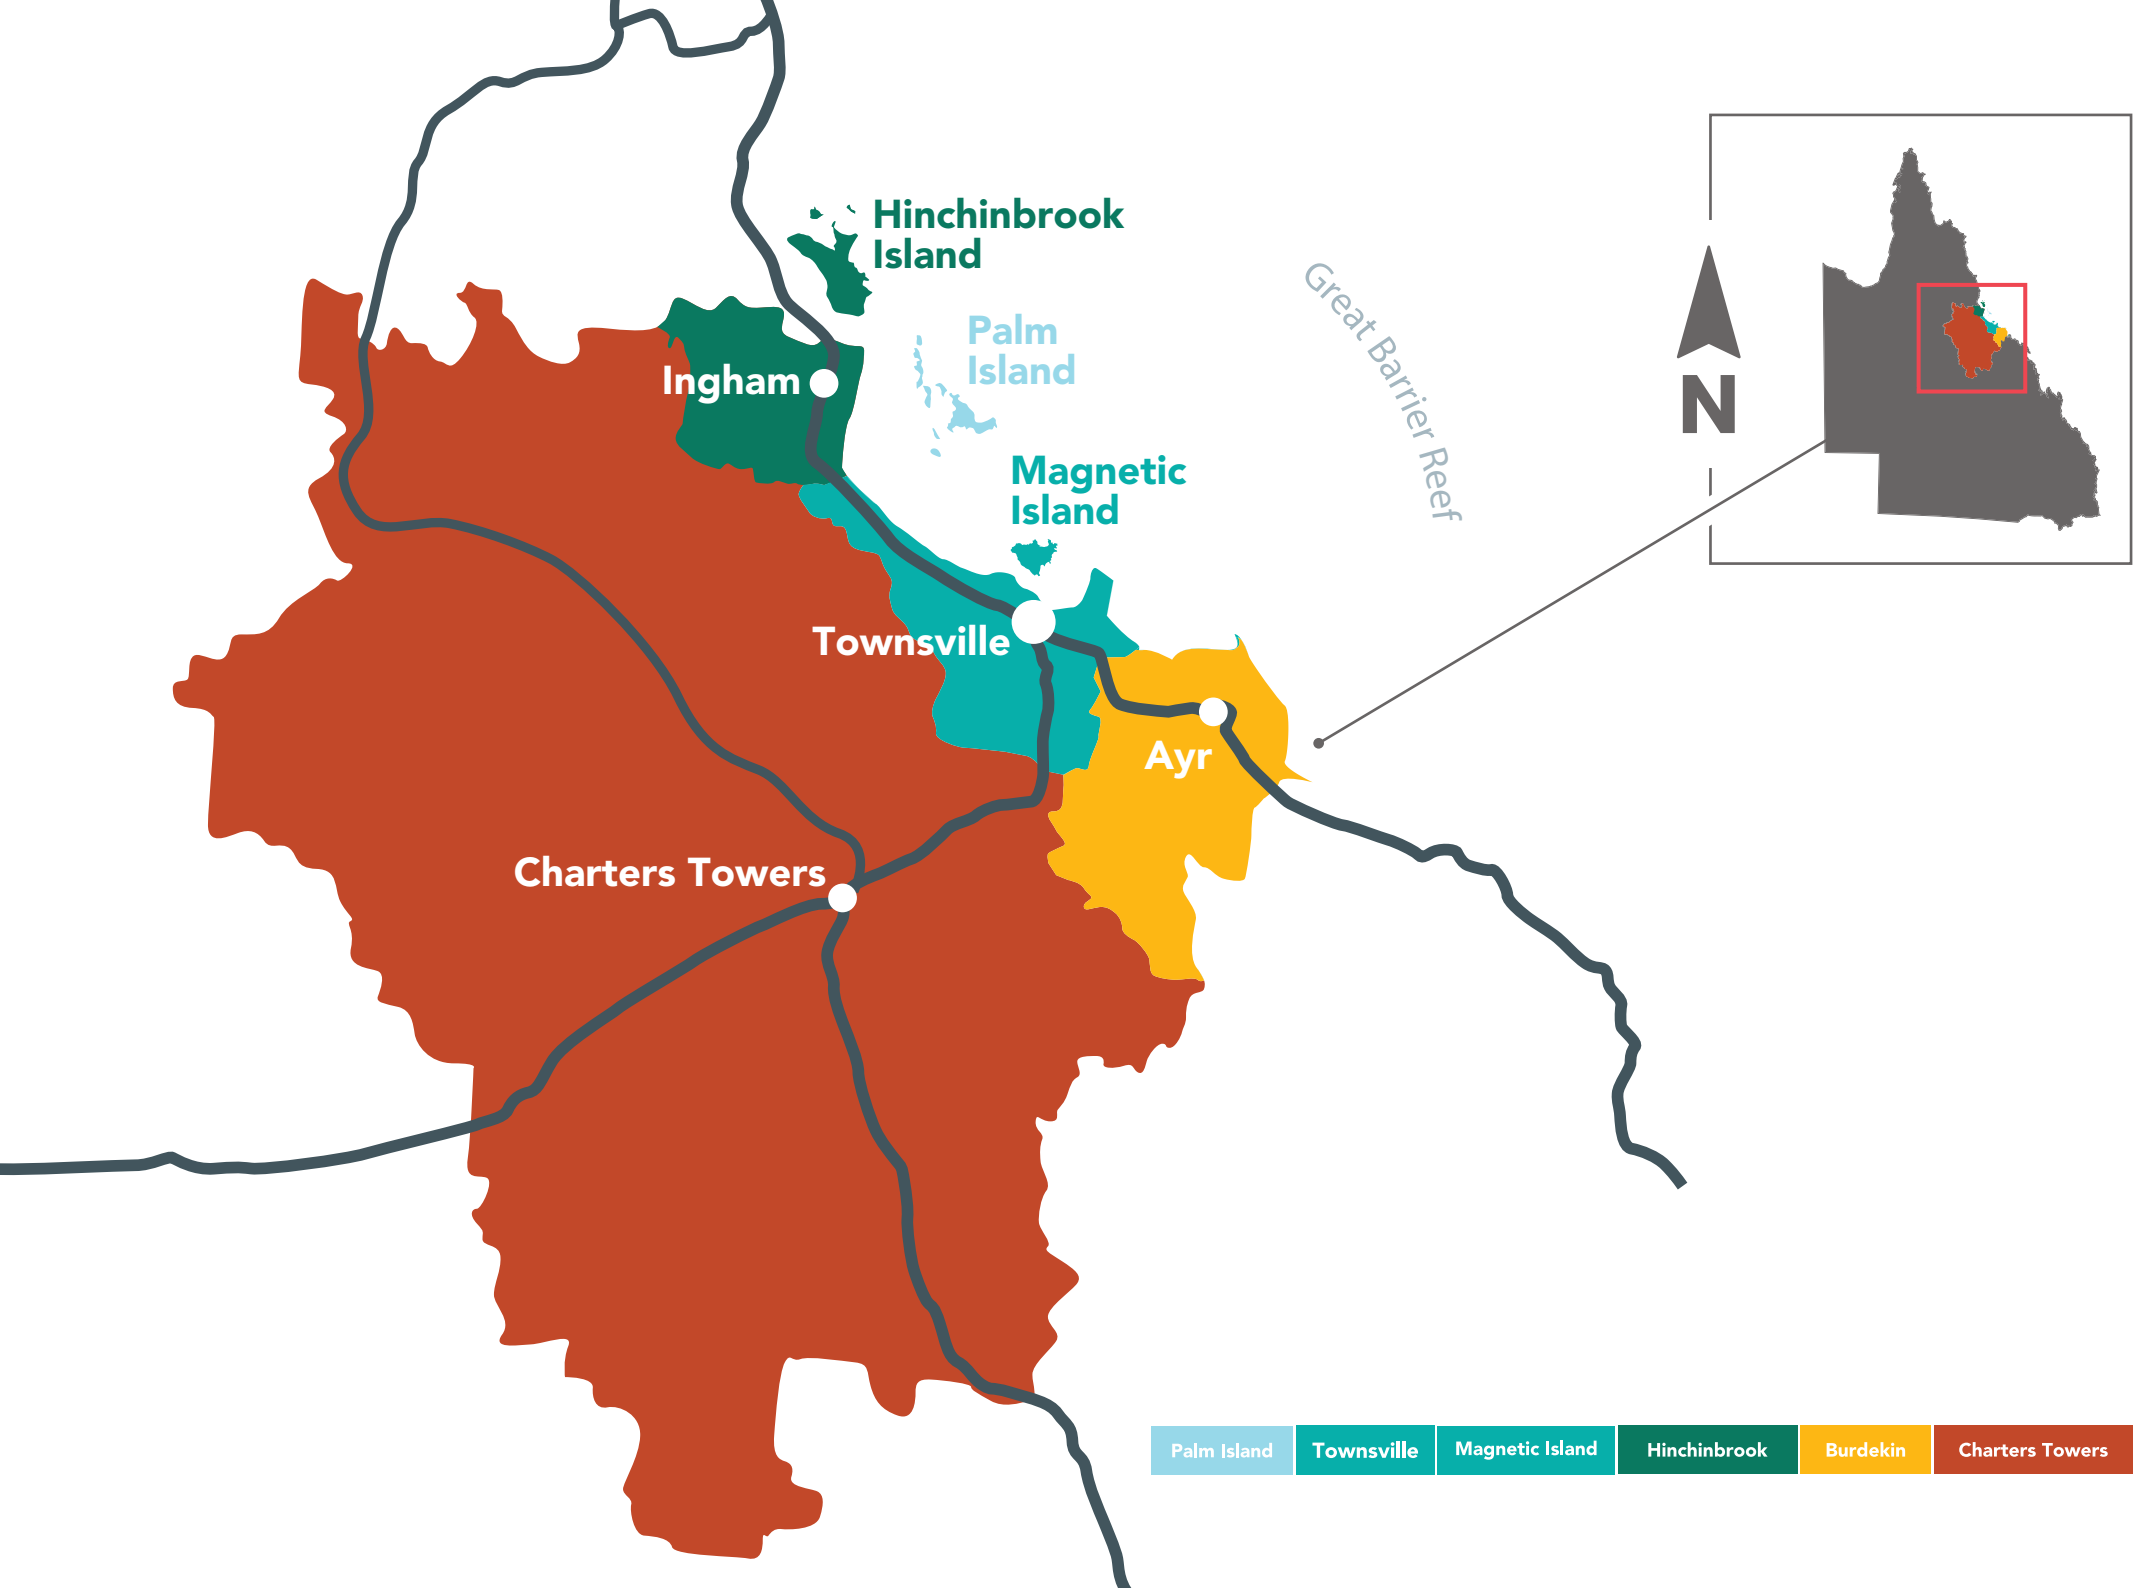 Hinchinbrook
Island
Palm
Island
Great Barrier Reef
Ingham
N
Magnetic
Island
Townsville
Ayr
Charters Towers
Palm Island
Townsville
Magnetic Island
Hinchinbrook
Burdekin
Charters Towers